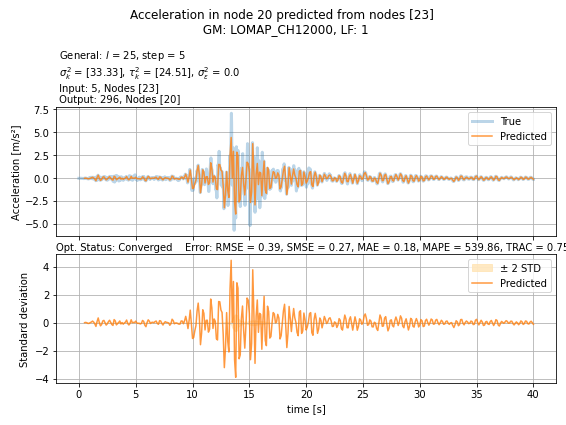 Acceleration in node 20 predicted from nodes [23]
GM: LOMAP_CH12000, LF: 1
General: l = 25, step = 5
σ²ₖ = [33.33], τ²ₖ = [24.51], σ²ε = 0.0
Input: 5, Nodes [23]
Output: 296, Nodes [20]
Acceleration [m/s²]
7.5
5.0
2.5
0.0
−2.5
−5.0
True
Predicted
Opt. Status: Converged Error: RMSE = 0.39, SMSE = 0.27, MAE = 0.18, MAPE = 539.86, TRAC = 0.75
Standard deviation
4
2
0
−2
−4
± 2 STD
Predicted
0 5 10 15 20 25 30 35 40
time [s]